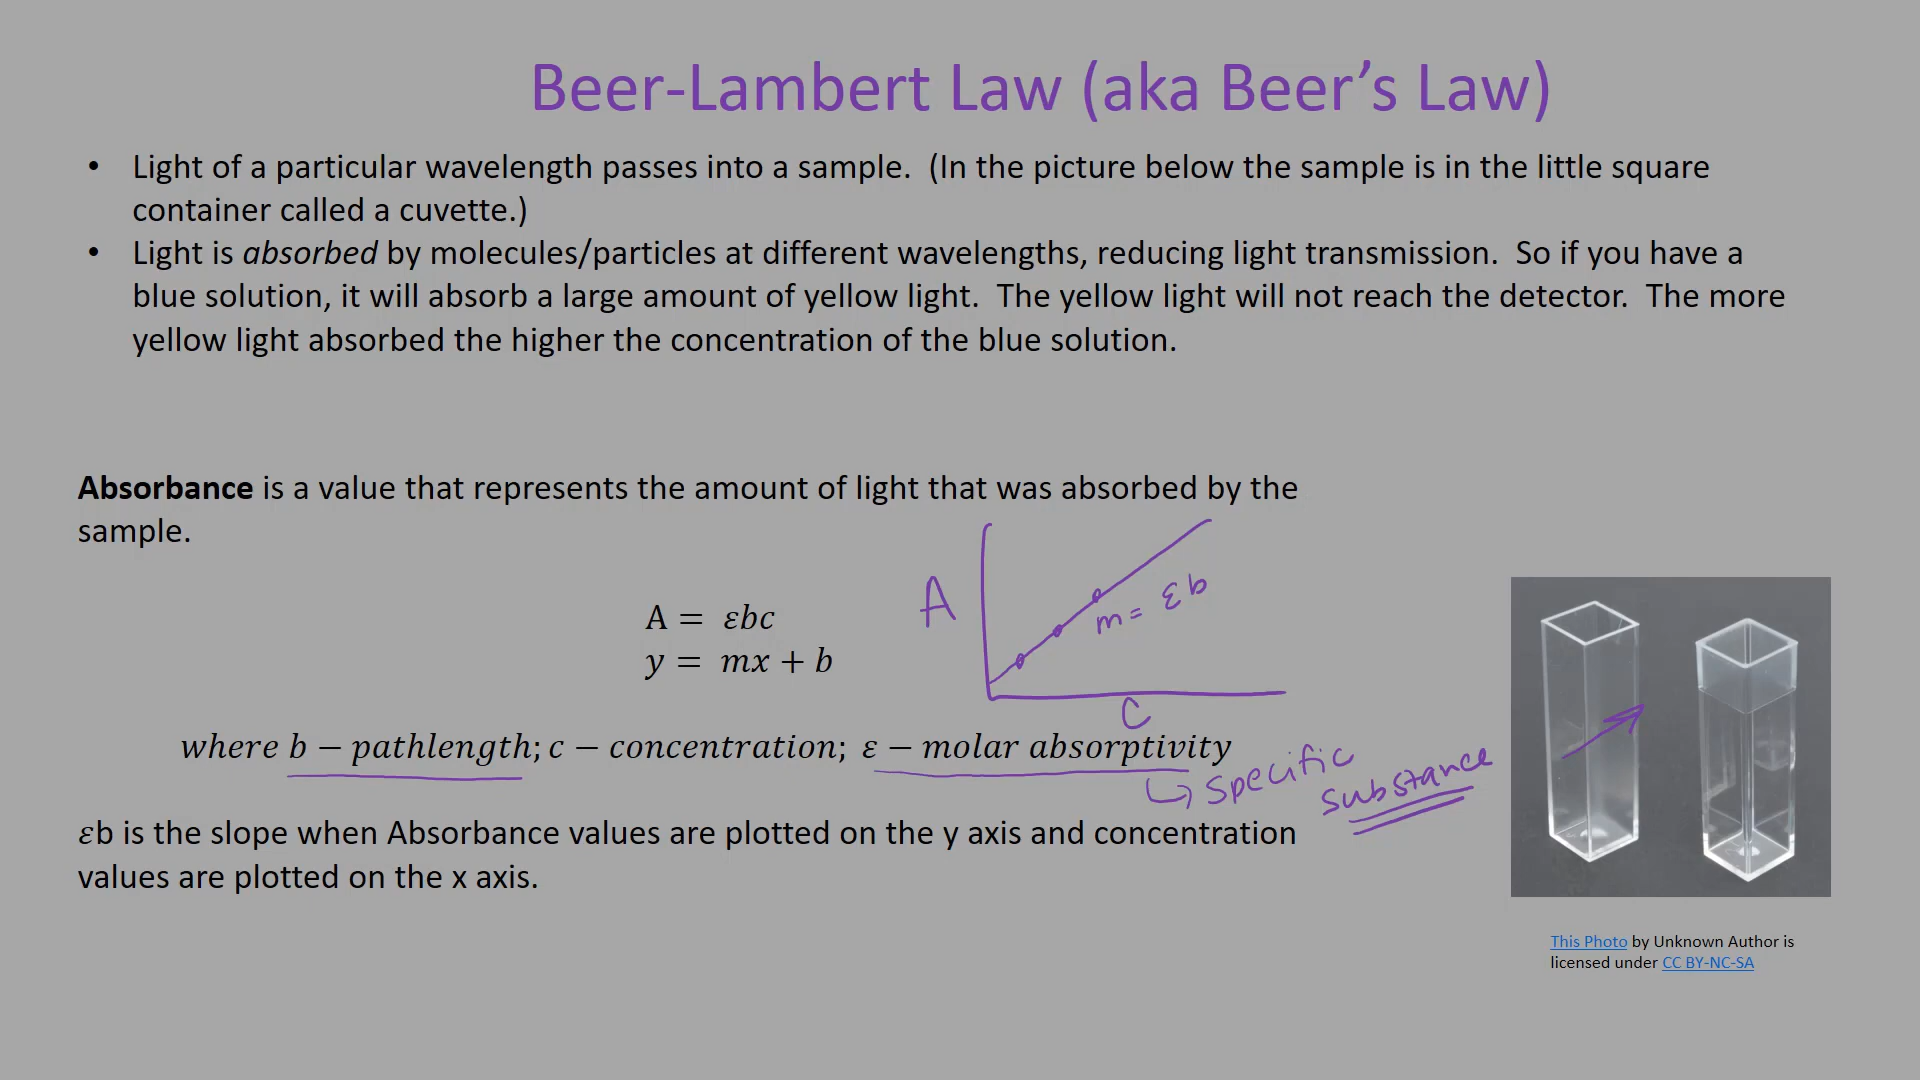 Beer-Lambert Law (aka Beer’s Law)
• Light of a particular wavelength passes into a sample.  (In the picture below the sample is in the little square
container called a cuvette.)
• Light is absorbed by molecules/particles at different wavelengths, reducing light transmission.  So if you have a
blue solution, it will absorb a large amount of yellow light.  The yellow light will not reach the detector.  The more
yellow light absorbed the higher the concentration of the blue solution.
Absorbance is a value that represents the amount of light that was absorbed by the
sample.
A = εbc
y = mx + b
A
m = εb
C
where b − pathlength; c − concentration; ε − molar absorptivity
specific
substance
εb is the slope when Absorbance values are plotted on the y axis and concentration
values are plotted on the x axis.
This Photo by Unknown Author is
licensed under CC BY-NC-SA